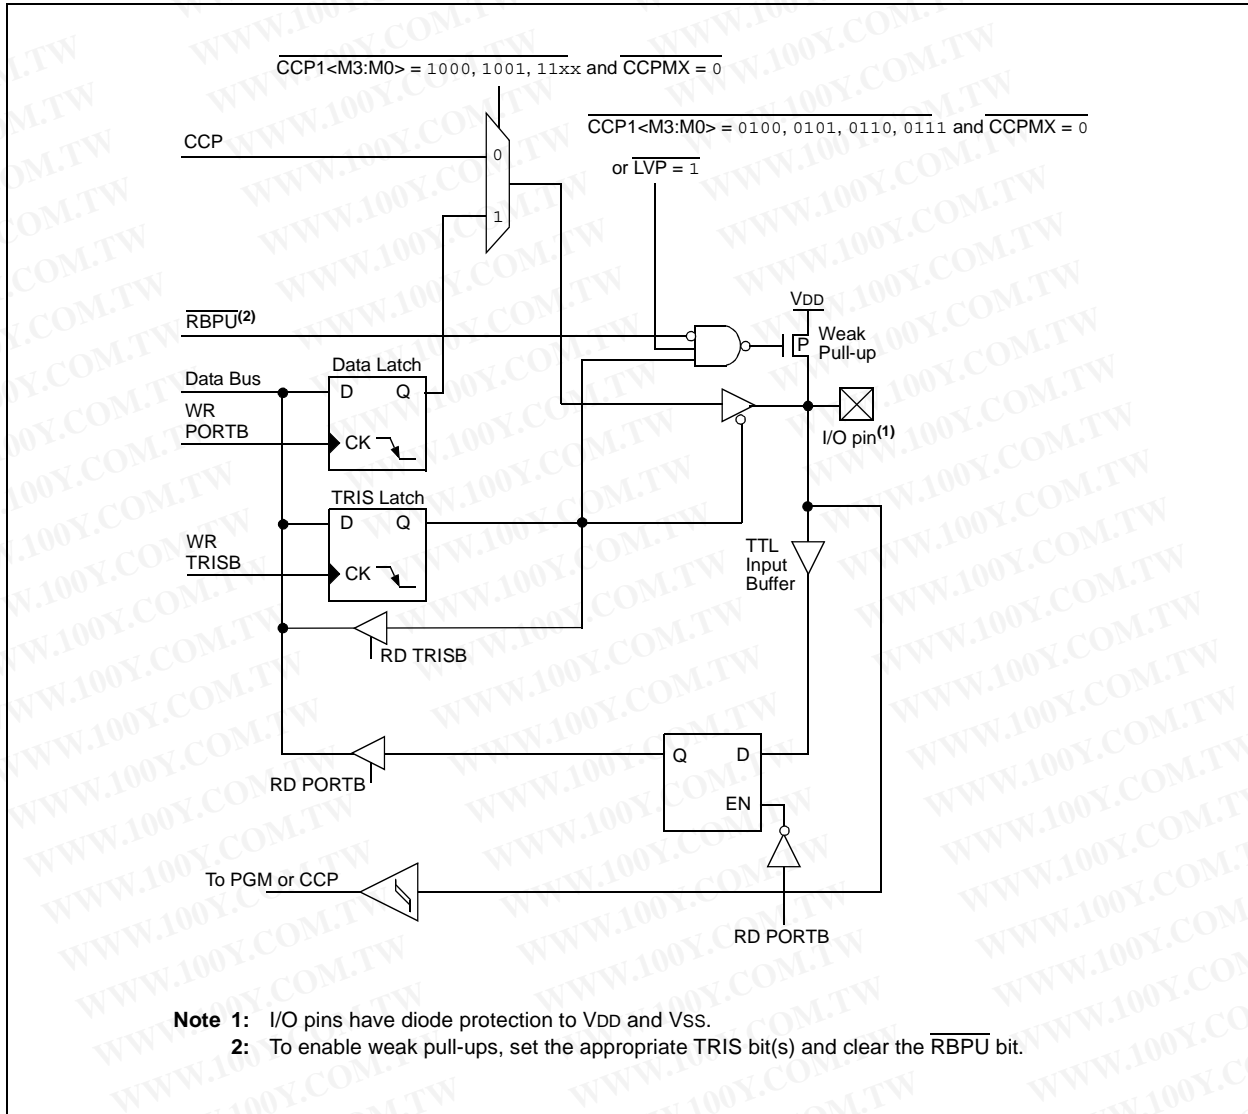 CCP1<M3:M0> = 1000, 1001, 11xx and CCPMX = 0
CCP1<M3:M0> = 0100, 0101, 0110, 0111 and CCPMX = 0
or LVP = 1
CCP
0
1
RBPU(2)
VDD
P
Weak
Pull-up
Data Bus
Data Latch
D Q
CK
WR
PORTB
I/O pin(1)
TRIS Latch
D Q
CK
WR
TRISB
TTL
Input
Buffer
RD TRISB
Q D
EN
RD PORTB
To PGM or CCP
RD PORTB
Note 1: I/O pins have diode protection to VDD and VSS.
2: To enable weak pull-ups, set the appropriate TRIS bit(s) and clear the RBPU bit.
WWW.100Y.COM.TW